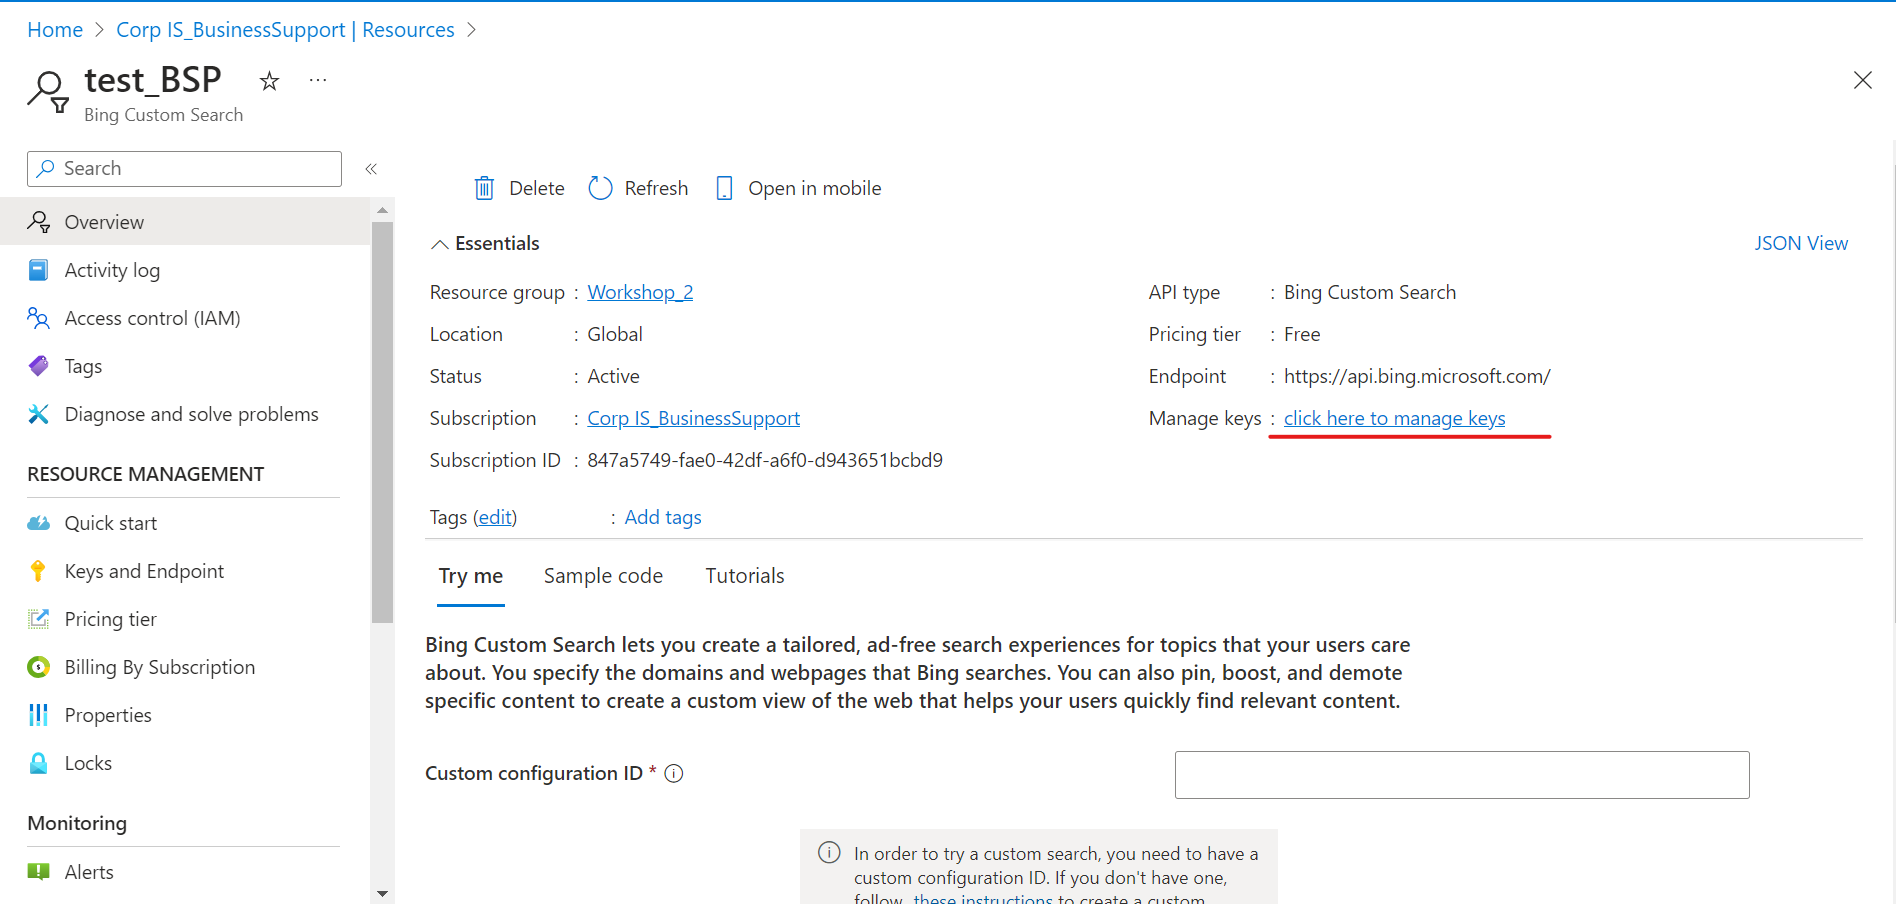 Home > Corp IS_BusinessSupport | Resources >
test_BSP
Bing Custom Search
Search
«
Overview
Activity log
Access control (IAM)
Tags
Diagnose and solve problems
RESOURCE MANAGEMENT
Quick start
Keys and Endpoint
Pricing tier
Billing By Subscription
Properties
Locks
Monitoring
Alerts
Delete Refresh Open in mobile
Essentials
JSON View
Resource group : Workshop_2
Location : Global
Status : Active
Subscription : Corp IS_BusinessSupport
Subscription ID : 847a5749-fae0-42df-a6f0-d943651bcbd9
API type : Bing Custom Search
Pricing tier : Free
Endpoint : https://api.bing.microsoft.com/
Manage keys : click here to manage keys
Tags (edit) : Add tags
Try me Sample code Tutorials
Bing Custom Search lets you create a tailored, ad-free search experiences for topics that your users care
about. You specify the domains and webpages that Bing searches. You can also pin, boost, and demote
specific content to create a custom view of the web that helps your users quickly find relevant content.
Custom configuration ID *
In order to try a custom search, you need to have a
custom configuration ID. If you don't have one,
follow these instructions to create a custom